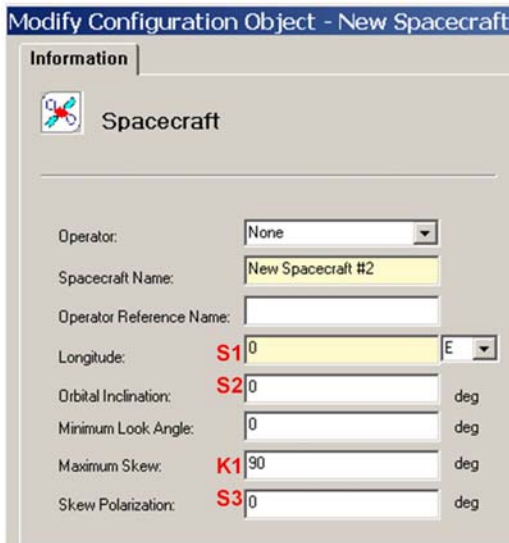 Modify Configuration Object - New Spacecraft
Information
Spacecraft
Operator: None
Spacecraft Name: New Spacecraft #2
Operator Reference Name:
Longitude: S1 0 E
Orbital Inclination: S2 0 deg
Minimum Look Angle: 0 deg
Maximum Skew: K1 90 deg
Skew Polarization: S3 0 deg